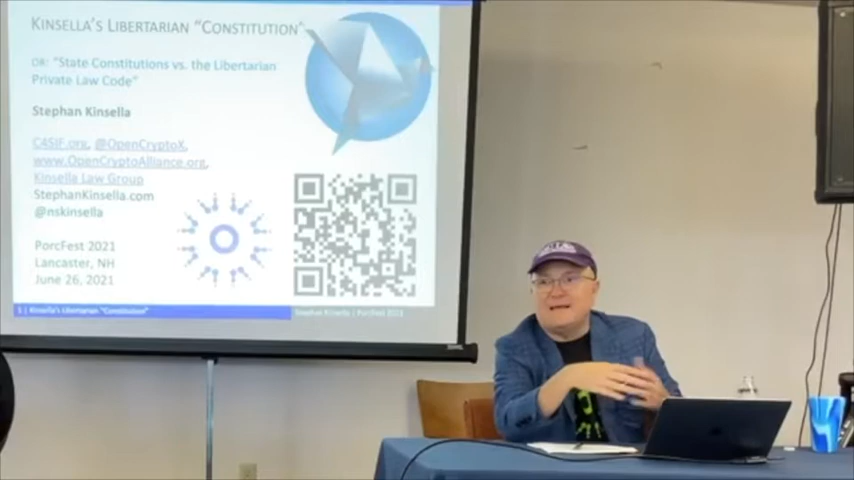 KINSELLA'S LIBERTARIAN "CONSTITUTION"
OR: "State Constitutions vs. the Libertarian
Private Law Code"
Stephan Kinsella
C4SIF.org, @OpenCryptoX,
www.OpenCryptoAlliance.org,
Kinsella Law Group
StephanKinsella.com
@nskinsella
PorcFest 2021
Lancaster, NH
June 26, 2021
1 | Kinsella's Libertarian "Constitution"
Stephan Kinsella | PorcFest 2021